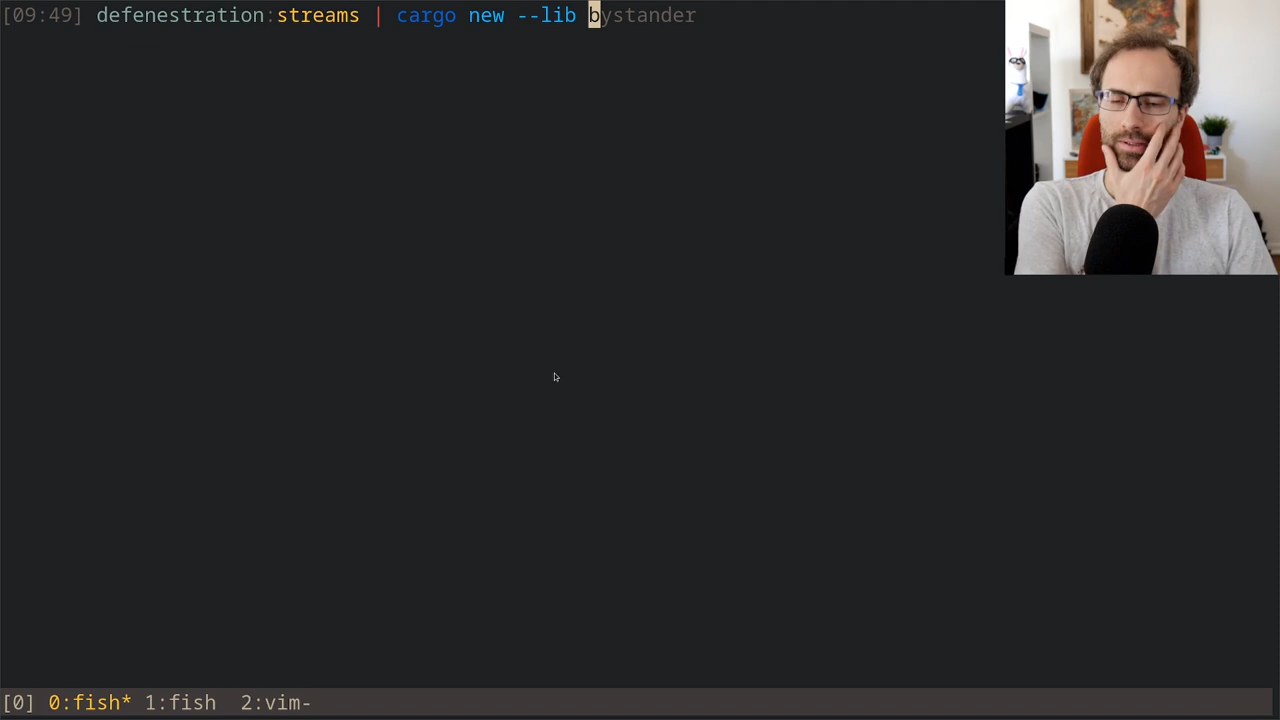 [09:49] defenestration:streams | cargo new --lib bystander
[0] 0:fish* 1:fish 2:vim-